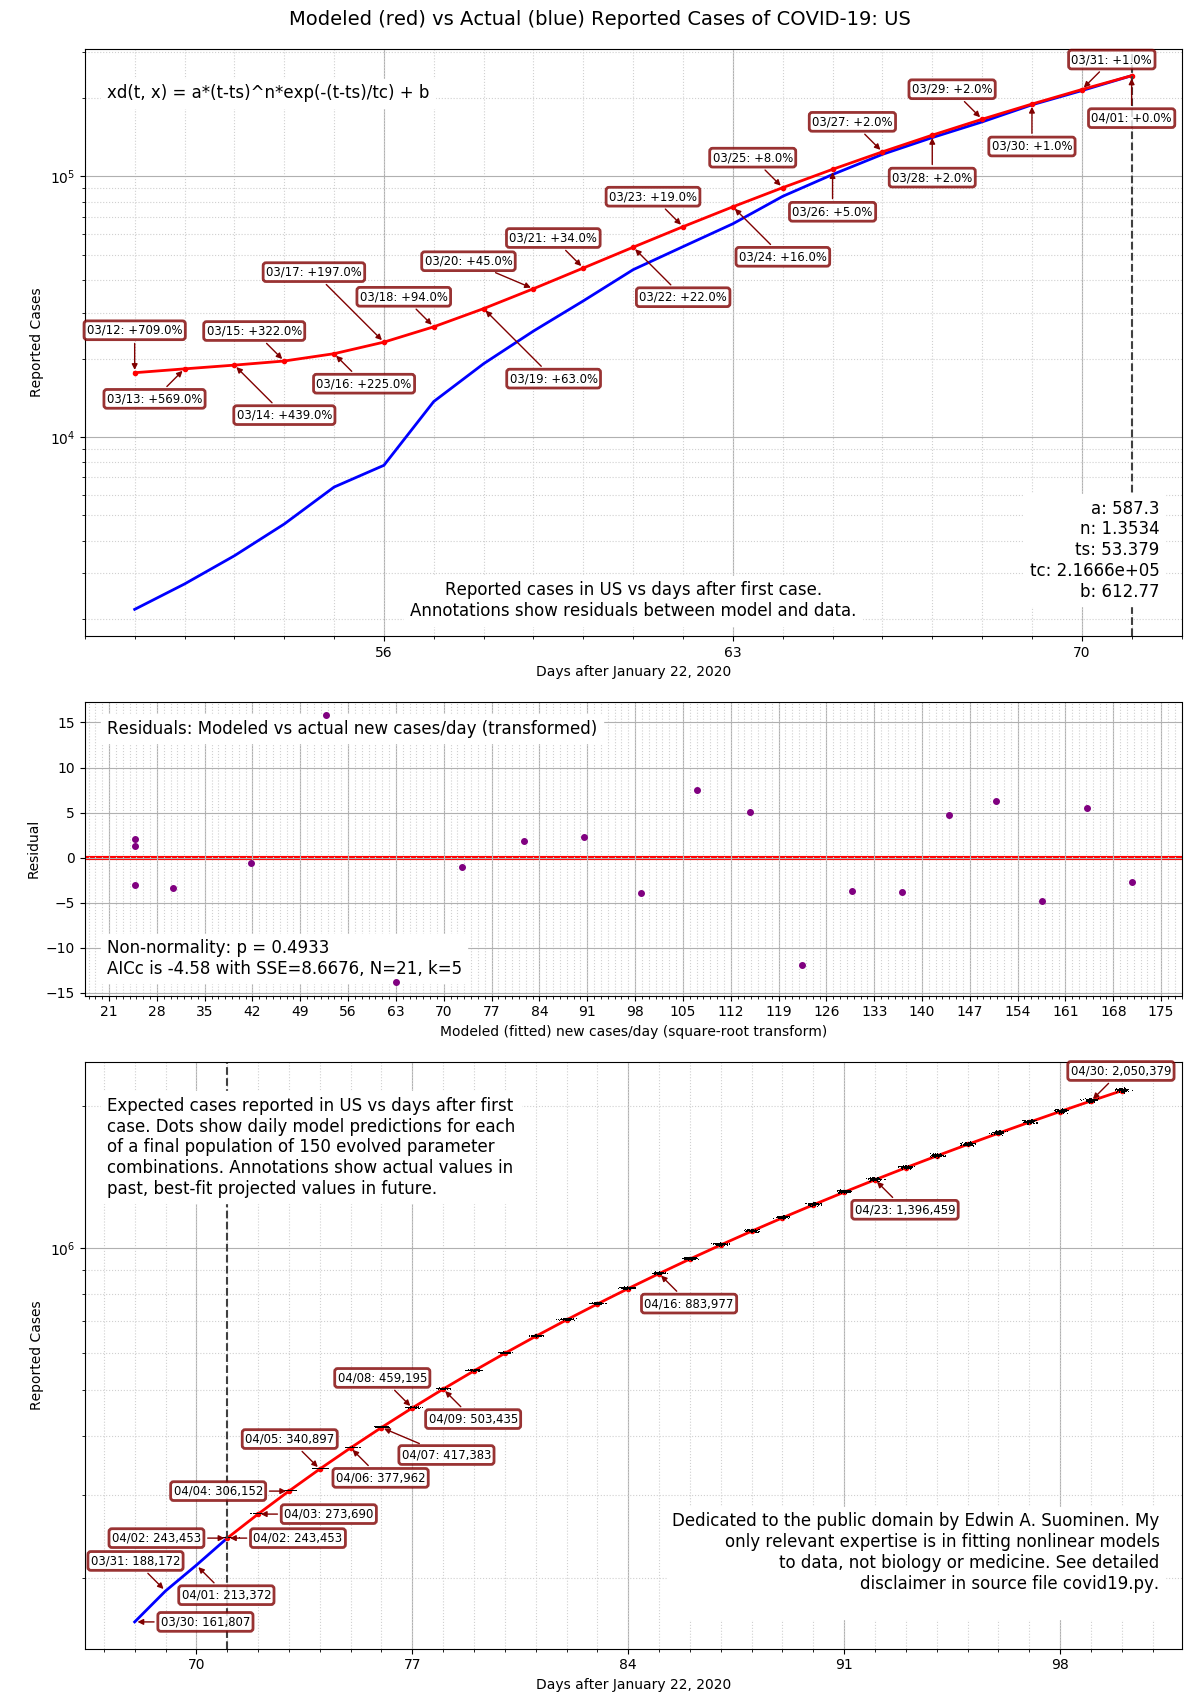 Modeled (red) vs Actual (blue) Reported Cases of COVID-19: US
xd(t, x) = a*(t-ts)^n*exp(-(t-ts)/tc) + b
03/31: +1.0%
03/29: +2.0%
04/01: +0.0%
03/27: +2.0%
03/30: +1.0%
03/25: +8.0%
03/28: +2.0%
10^5
03/23: +19.0%
03/26: +5.0%
03/21: +34.0%
03/24: +16.0%
03/20: +45.0%
03/17: +197.0%
03/18: +94.0%
03/22: +22.0%
03/12: +709.0%
03/15: +322.0%
03/19: +63.0%
03/16: +225.0%
03/13: +569.0%
03/14: +439.0%
10^4
Reported Cases
a: 587.3
n: 1.3534
ts: 53.379
tc: 2.1666e+05
b: 612.77
Reported cases in US vs days after first case.
Annotations show residuals between model and data.
56 63 70
Days after January 22, 2020
Residuals: Modeled vs actual new cases/day (transformed)
15
10
5
0
−5
−10
−15
Residual
Non-normality: p = 0.4933
AICc is -4.58 with SSE=8.6676, N=21, k=5
21 28 35 42 49 56 63 70 77 84 91 98 105 112 119 126 133 140 147 154 161 168 175
Modeled (fitted) new cases/day (square-root transform)
04/30: 2,050,379
Expected cases reported in US vs days after first
case. Dots show daily model predictions for each
of a final population of 150 evolved parameter
combinations. Annotations show actual values in
past, best-fit projected values in future.
04/23: 1,396,459
10^6
04/16: 883,977
Reported Cases
04/08: 459,195
04/09: 503,435
04/05: 340,897
04/07: 417,383
04/06: 377,962
04/04: 306,152
04/03: 273,690
04/02: 243,453
04/02: 243,453
03/31: 188,172
04/01: 213,372
03/30: 161,807
Dedicated to the public domain by Edwin A. Suominen. My
only relevant expertise is in fitting nonlinear models
to data, not biology or medicine. See detailed
disclaimer in source file covid19.py.
70 77 84 91 98
Days after January 22, 2020